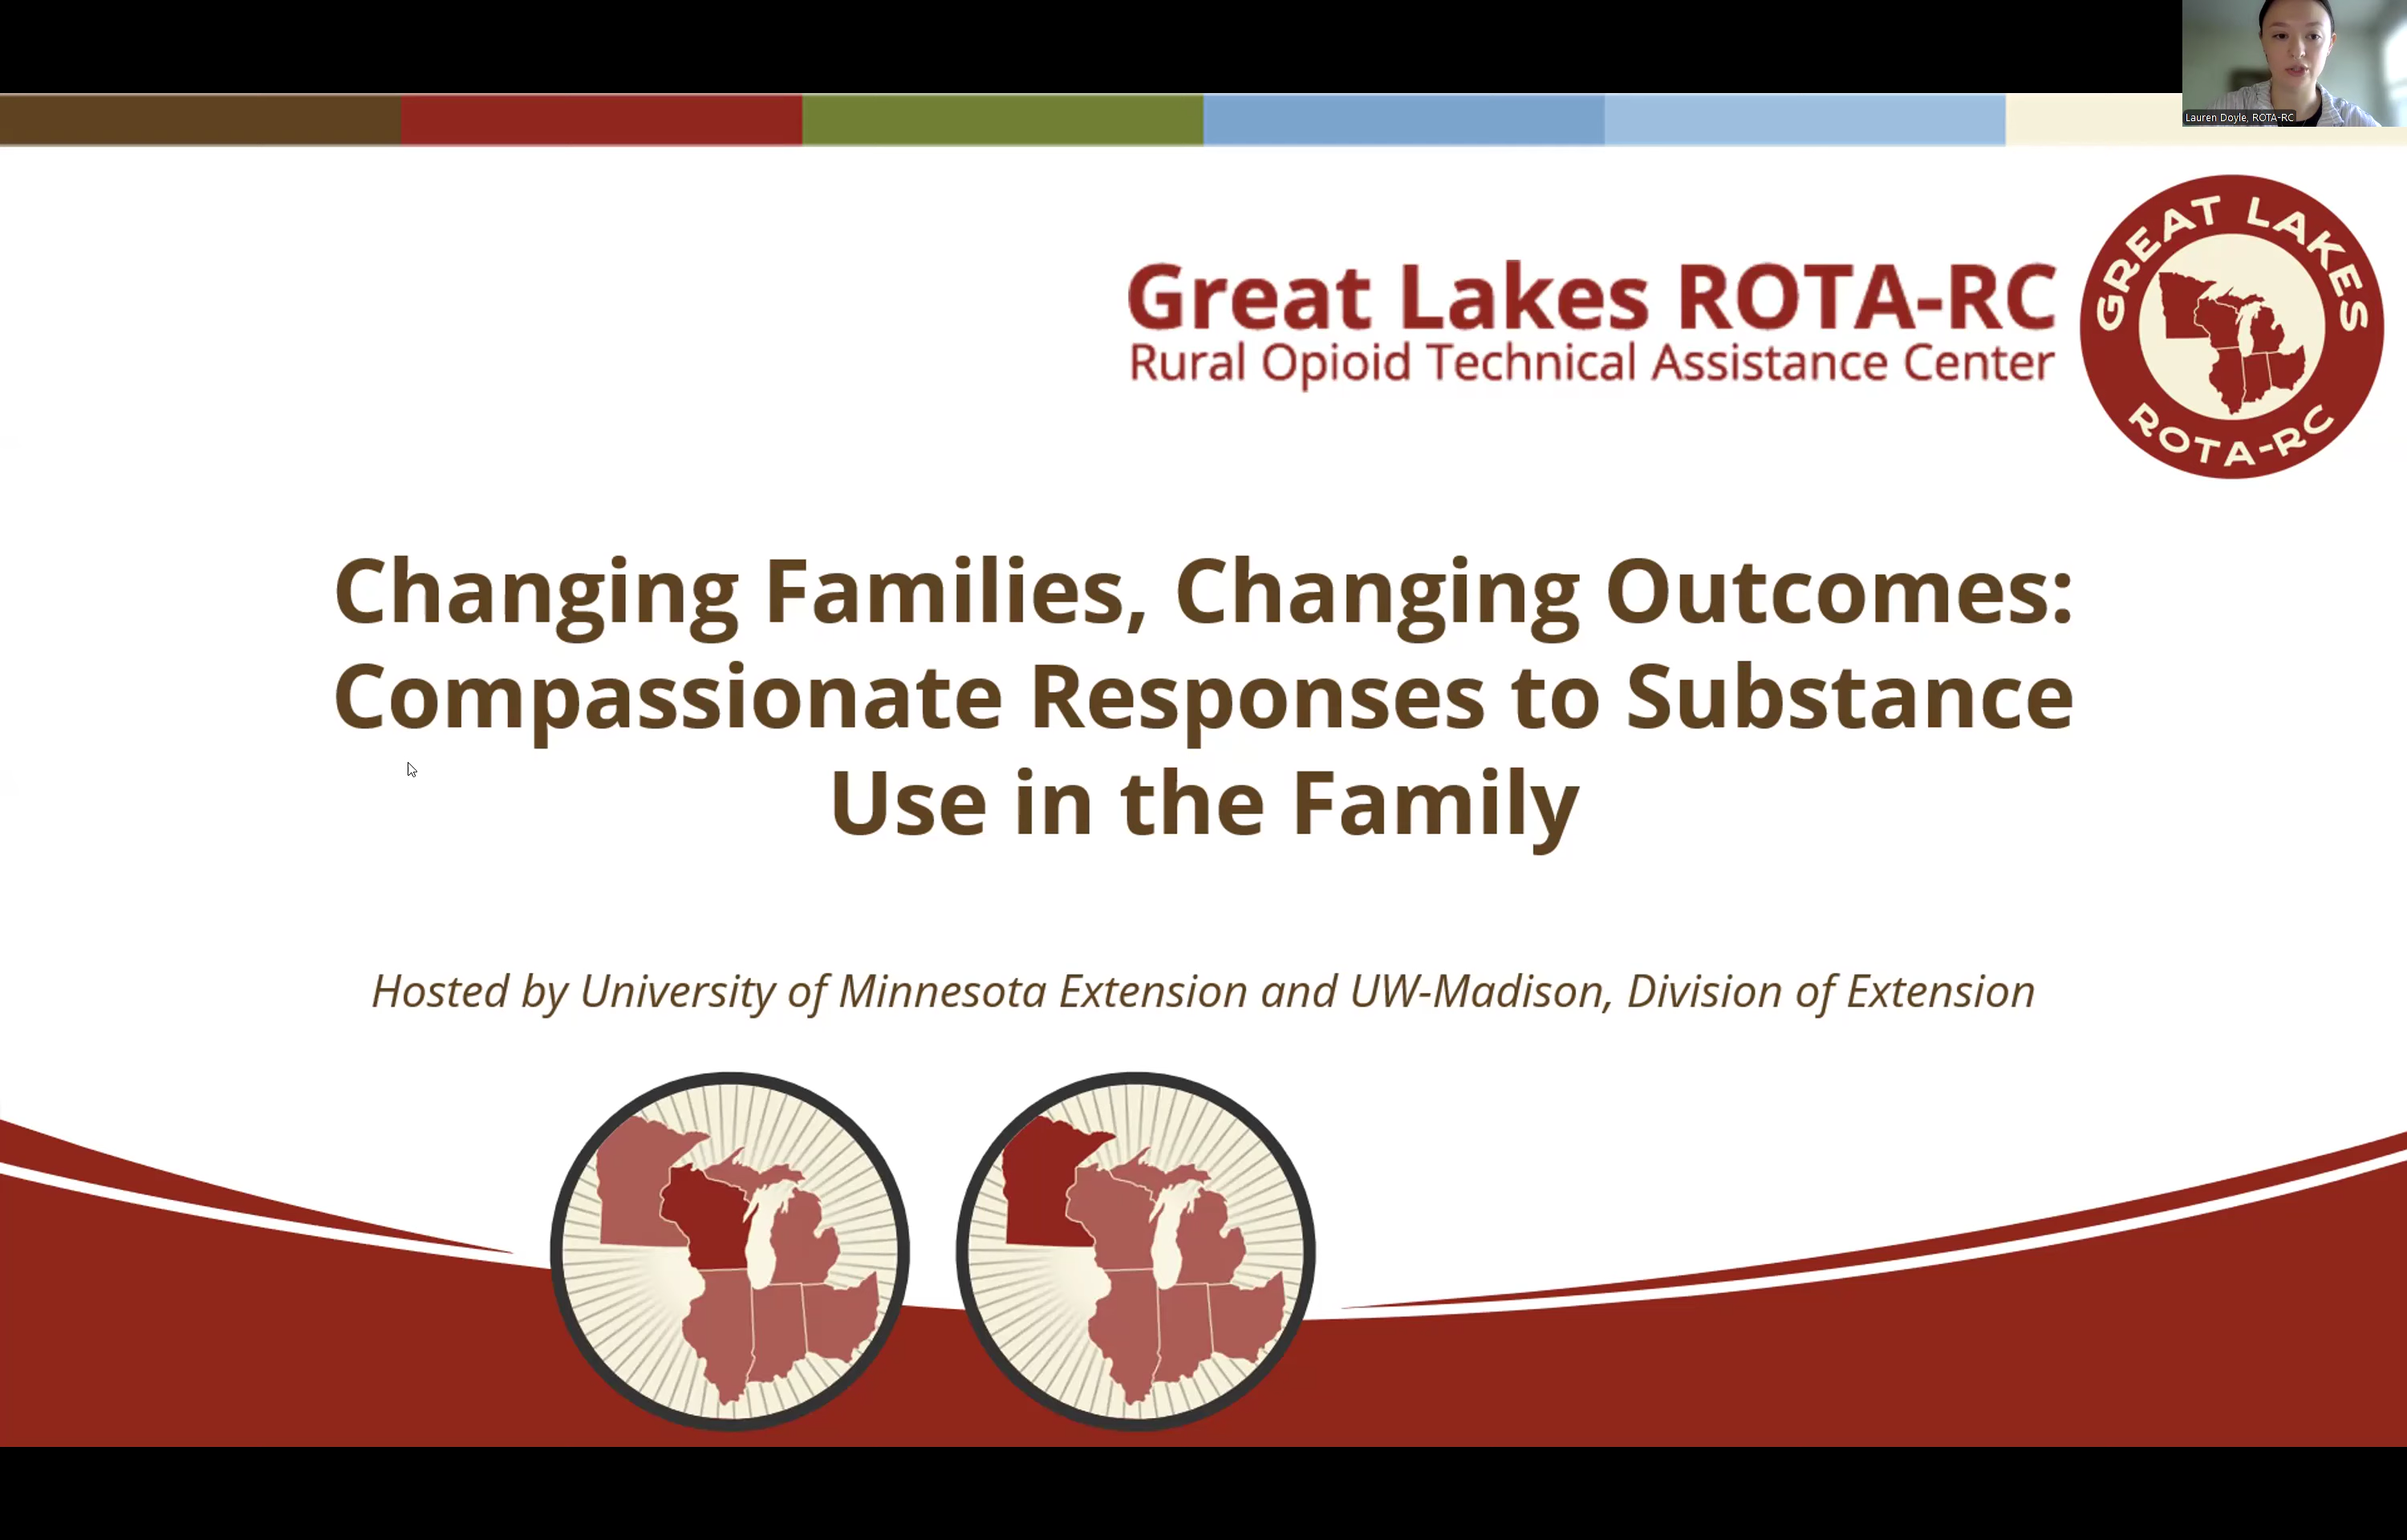 Lauren Doyle, ROTA-RC
Great Lakes ROTA-RC
Rural Opioid Technical Assistance Center
GREAT LAKES
ROTA-RC
Changing Families, Changing Outcomes:
Compassionate Responses to Substance
Use in the Family
Hosted by University of Minnesota Extension and UW-Madison, Division of Extension